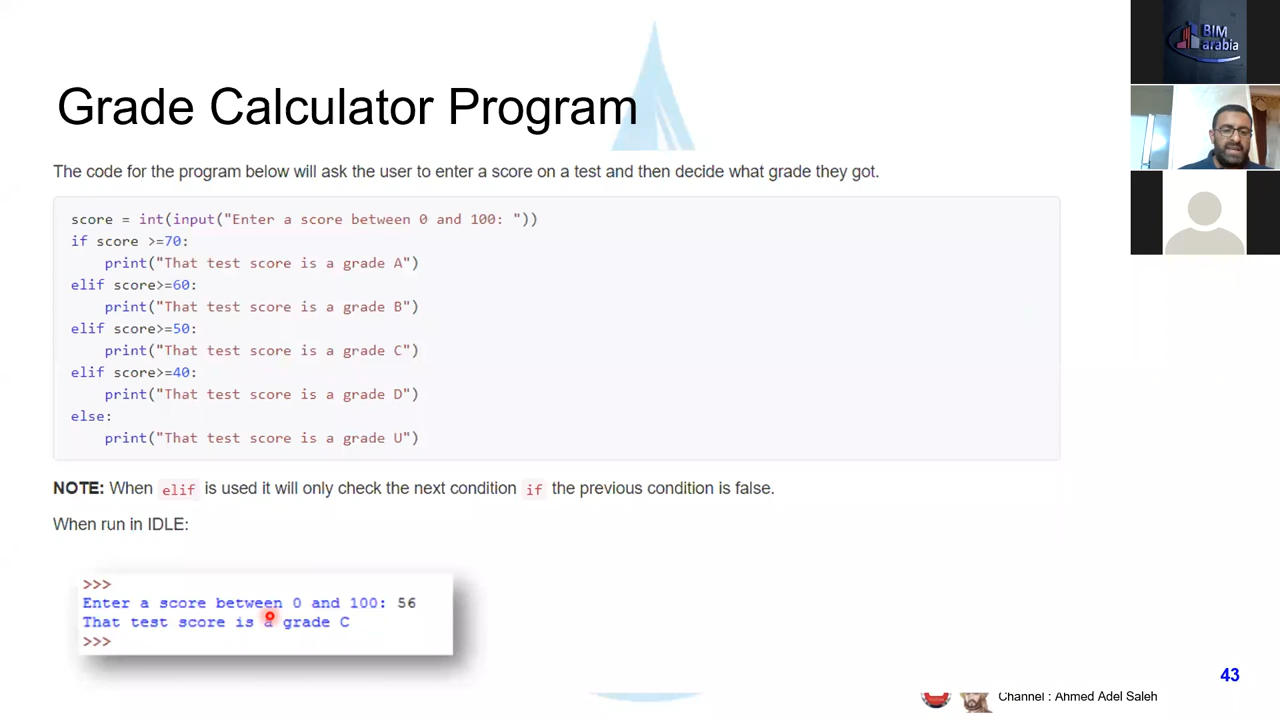 BIM
arabia
Grade Calculator Program
The code for the program below will ask the user to enter a score on a test and then decide what grade they got.
score = int(input("Enter a score between 0 and 100: "))
if score >=70:
    print("That test score is a grade A")
elif score>=60:
    print("That test score is a grade B")
elif score>=50:
    print("That test score is a grade C")
elif score>=40:
    print("That test score is a grade D")
else:
    print("That test score is a grade U")
NOTE: When elif is used it will only check the next condition if the previous condition is false.
When run in IDLE:
>>>
Enter a score between 0 and 100: 56
That test score is a grade C
>>>
43
Channel : Ahmed Adel Saleh